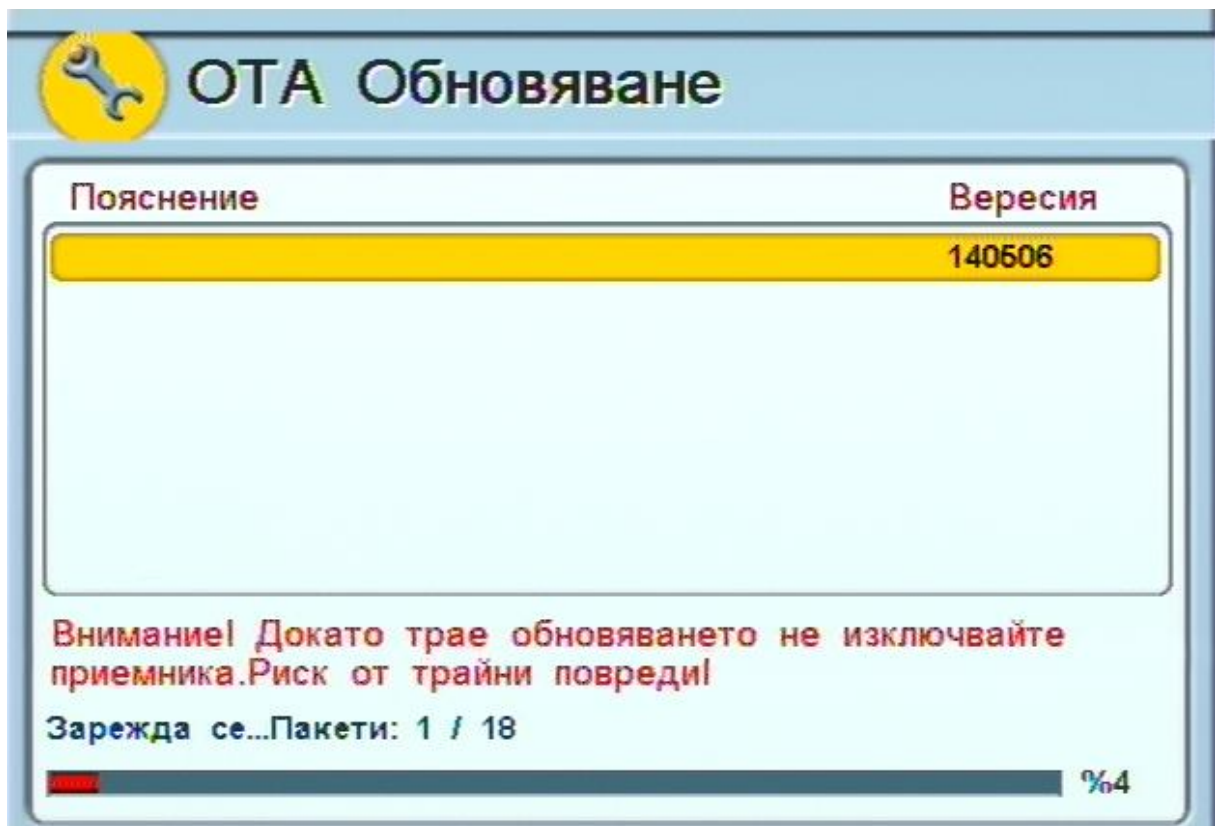 ОТА Обновяване
Пояснение Вересия
140506
Внимание! Докато трае обновяването не изключвайте
приемника.Риск от трайни повреди!
Зарежда се...Пакети: 1 / 18
%4